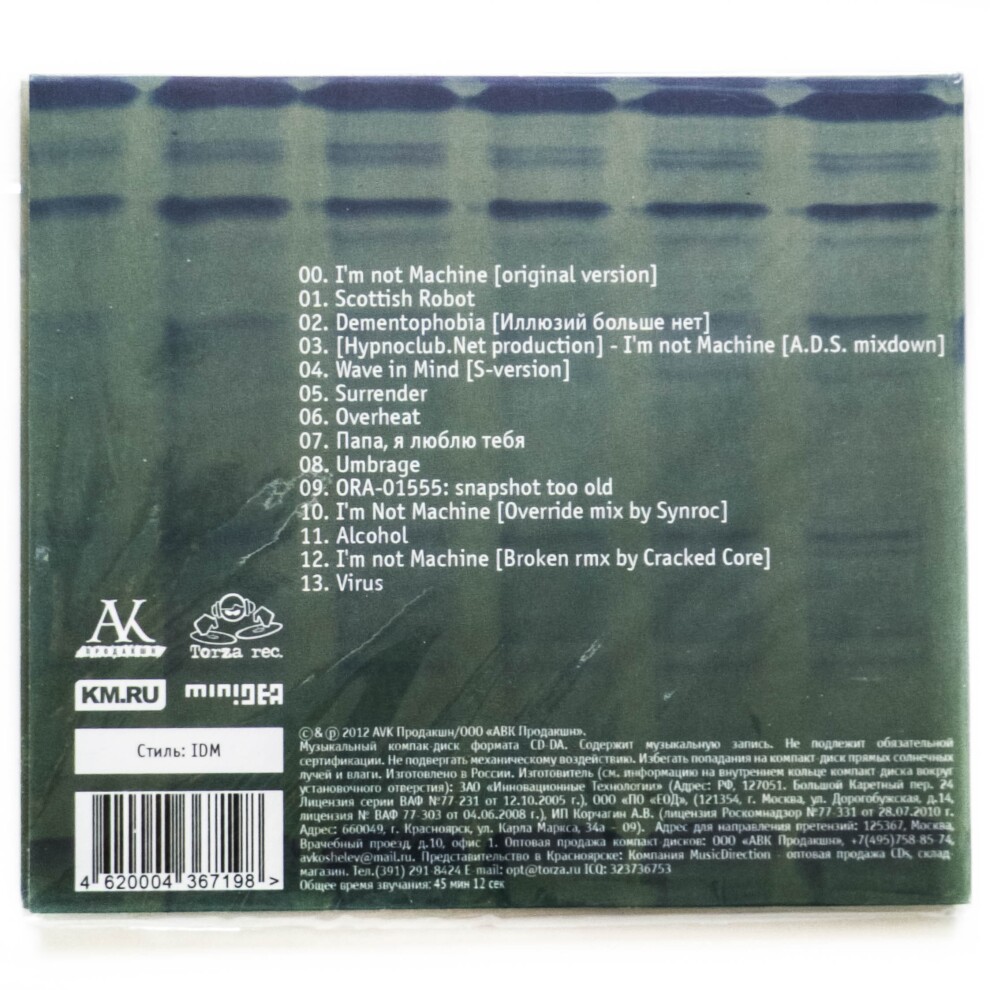 00. I'm not Machine [original version]
01. Scottish Robot
02. Dementophobia [Иллюзий больше нет]
03. [Hypnoclub.Net production] - I'm not Machine [A.D.S. mixdown]
04. Wave in Mind [S-version]
05. Surrender
06. Overheat
07. Папа, я люблю тебя
08. Umbrage
09. ORA-01555: snapshot too old
10. I'm Not Machine [Override mix by Synroc]
11. Alcohol
12. I'm not Machine [Broken rmx by Cracked Core]
13. Virus
AK
ПРОДАКШН
Torza rec.
KM.RU
Стиль: IDM
4 620004 367198 >
©&℗ 2012 AVK Продакшн/ООО «АВК Продакшн».
Музыкальный компак-диск формата CD-DA. Содержит музыкальную запись. Не подлежит обязательной
сертификации. Не подвергать механическому воздействию. Избегать попадания на компакт-диск прямых солнечных
лучей и влаги. Изготовлено в России. Изготовитель (см. информацию на внутреннем кольце компакт-диска вокруг
установочного отверстия): ЗАО «Инновационные Технологии» (Адрес: РФ, 127051. Большой Каретный пер. 24
Лицензия серии ВАФ №77-231 от 12.10.2005 г.), ООО «ПО «ЕОД», (121354, г. Москва, ул. Дорогобужская, д.14,
лицензия № ВАФ 77-303 от 04.06.2008 г.), ИП Корчагин А.В. (лицензия Роскомнадзор №77-331 от 28.07.2010 г.
Адрес: 660049, г. Красноярск, ул. Карла Маркса, 34а - 09). Адрес для направления претензий: 125367, Москва,
Врачебный проезд, д.10, офис 1. Оптовая продажа компакт-дисков: ООО «АВК Продакшн», +7(495)758-85-74,
avkoshelev@mail.ru. Представительство в Красноярске: Компания MusicDirection - оптовая продажа CDs, склад-
магазин. Тел.(391) 291-8424 E-mail: opt@torza.ru ICQ: 323736753
Общее время звучания: 45 мин 12 сек